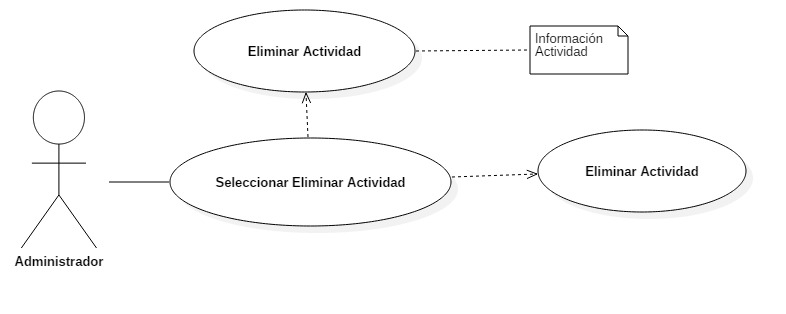 Eliminar Actividad
Información
Actividad
Seleccionar Eliminar Actividad
Eliminar Actividad
Administrador